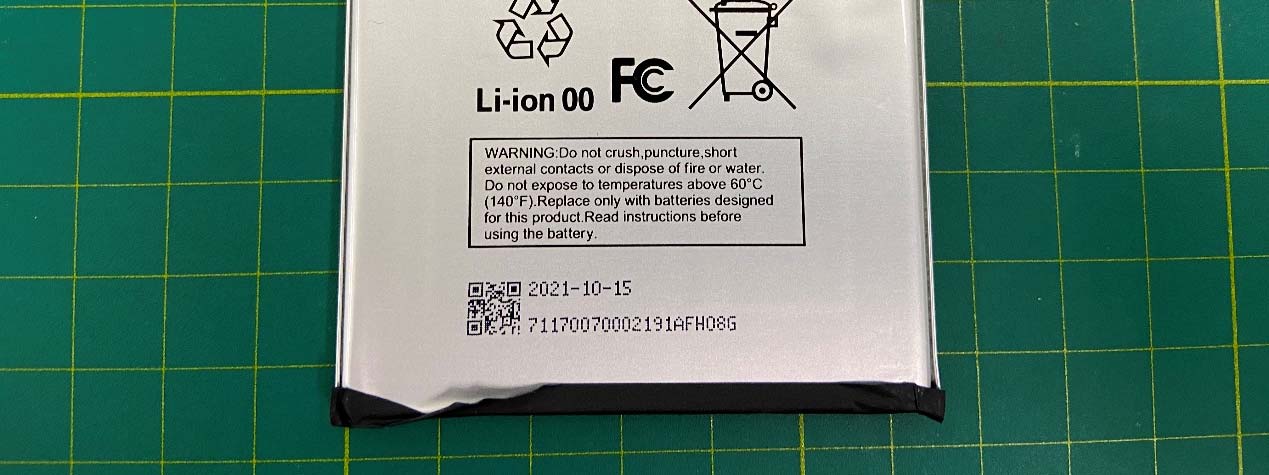 Li-ion 00 FC
WARNING:Do not crush,puncture,short
external contacts or dispose of fire or water.
Do not expose to temperatures above 60°C
(140°F).Replace only with batteries designed
for this product.Read instructions before
using the battery.
2021-10-15
71170070002191AFH08G